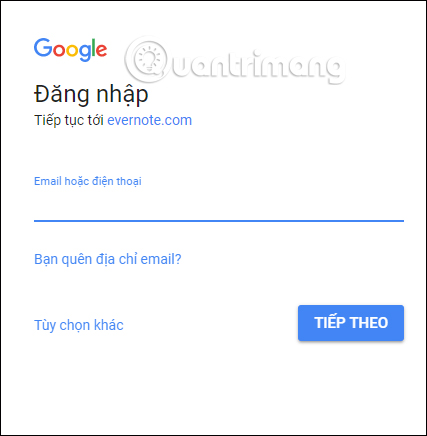 Google
Quantrimang
Đăng nhập
Tiếp tục tới evernote.com
Email hoặc điện thoại
Bạn quên địa chỉ email?
Tùy chọn khác
TIẾP THEO